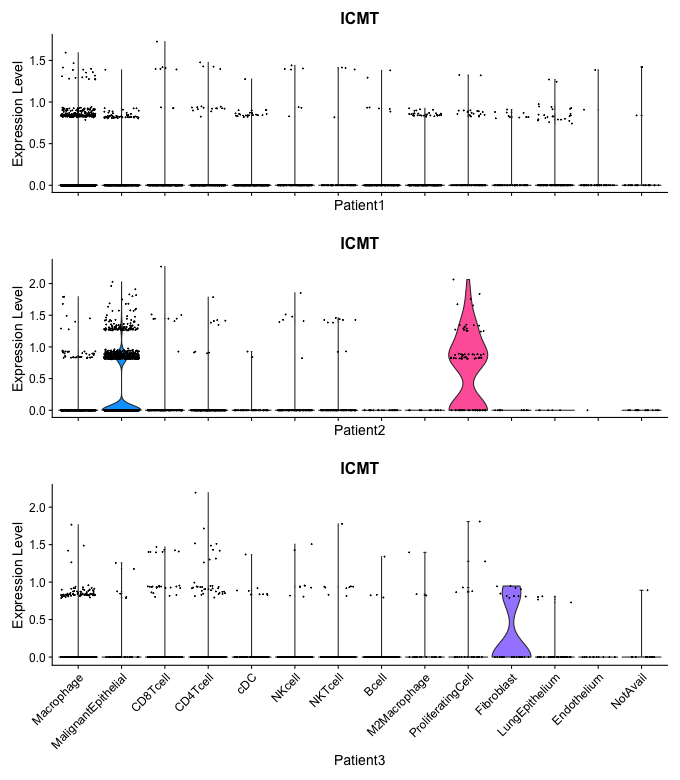 ICMT
Expression Level
1.5
1.0
0.5
0.0
Patient1
ICMT
Expression Level
2.0
1.5
1.0
0.5
0.0
Patient2
ICMT
Expression Level
2.0
1.5
1.0
0.5
0.0
Macrophage
MalignantEpithelial
CD8Tcell
CD4Tcell
cDC
NKcell
NKTcell
Bcell
M2Macrophage
ProliferatingCell
Fibroblast
LungEpithelium
Endothelium
NotAvail
Patient3